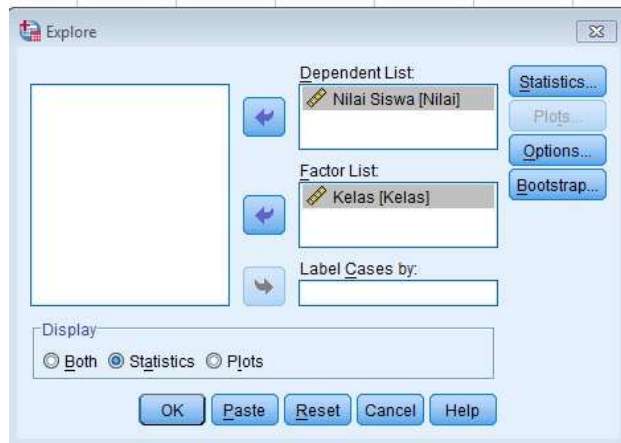 Explore
Dependent List:
Nilai Siswa [Nilai]
Factor List:
Kelas [Kelas]
Label Cases by:
Statistics...
Plots...
Options...
Bootstrap...
Display
Both Statistics Plots
OK Paste Reset Cancel Help